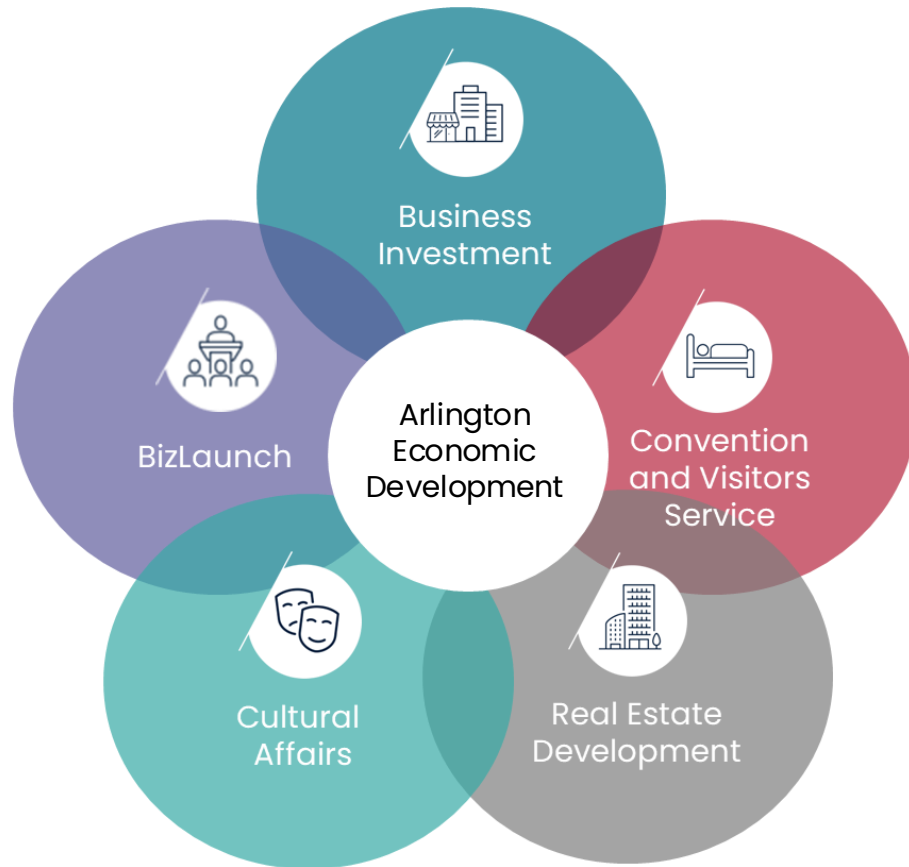 Business
Investment
BizLaunch
Arlington
Economic
Development
Convention
and Visitors
Service
Cultural
Affairs
Real Estate
Development